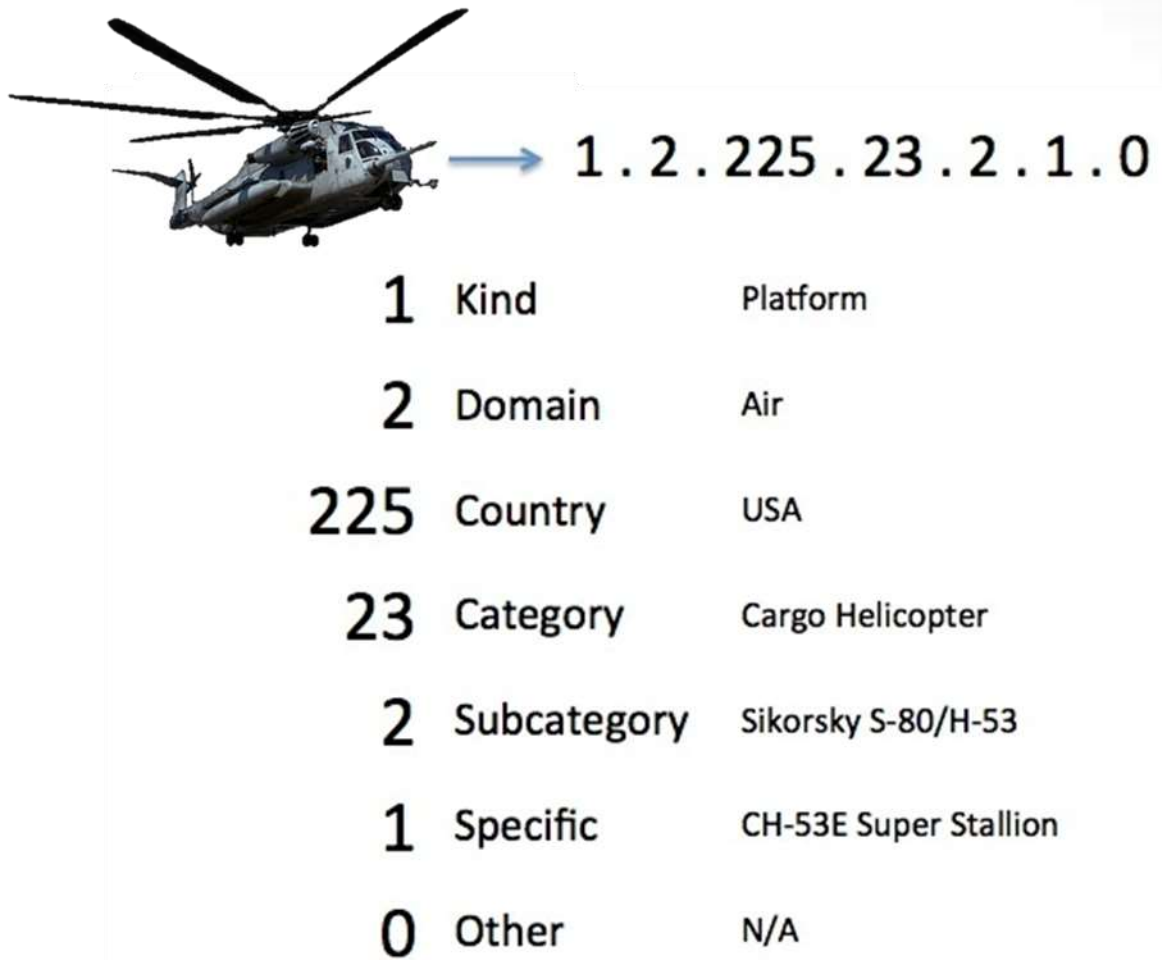 1 . 2 . 225 . 23 . 2 . 1 . 0
1 Kind Platform
2 Domain Air
225 Country USA
23 Category Cargo Helicopter
2 Subcategory Sikorsky S-80/H-53
1 Specific CH-53E Super Stallion
0 Other N/A